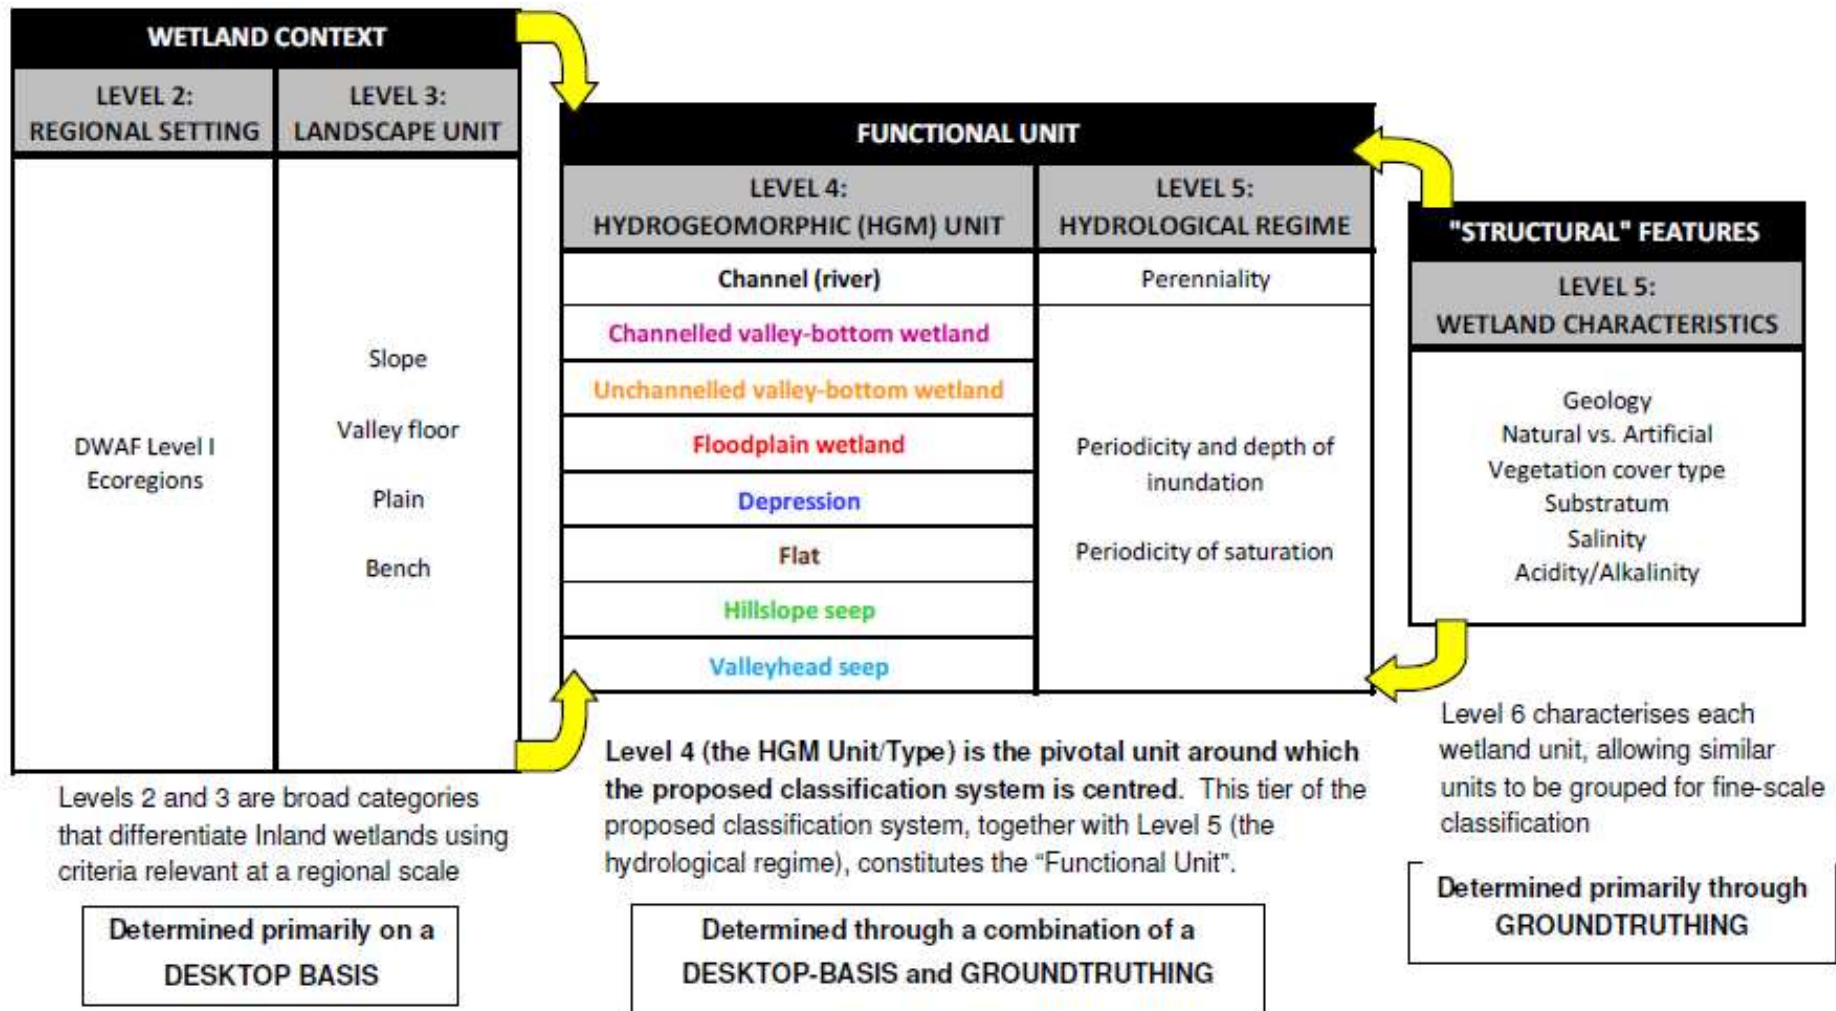 WETLAND CONTEXT
LEVEL 2:
REGIONAL SETTING
LEVEL 3:
LANDSCAPE UNIT
DWAF Level I
Ecoregions
Slope
Valley floor
Plain
Bench
Levels 2 and 3 are broad categories
that differentiate Inland wetlands using
criteria relevant at a regional scale
Determined primarily on a
DESKTOP BASIS
FUNCTIONAL UNIT
LEVEL 4:
HYDROGEOMORPHIC (HGM) UNIT
LEVEL 5:
HYDROLOGICAL REGIME
Channel (river)
Perenniality
Channelled valley-bottom wetland
Unchannelled valley-bottom wetland
Floodplain wetland
Depression
Flat
Hillslope seep
Valleyhead seep
Periodicity and depth of
inundation
Periodicity of saturation
Level 4 (the HGM Unit/Type) is the pivotal unit around which
the proposed classification system is centred. This tier of the
proposed classification system, together with Level 5 (the
hydrological regime), constitutes the “Functional Unit”.
Determined through a combination of a
DESKTOP-BASIS and GROUNDTRUTHING
"STRUCTURAL" FEATURES
LEVEL 5:
WETLAND CHARACTERISTICS
Geology
Natural vs. Artificial
Vegetation cover type
Substratum
Salinity
Acidity/Alkalinity
Level 6 characterises each
wetland unit, allowing similar
units to be grouped for fine-scale
classification
Determined primarily through
GROUNDTRUTHING